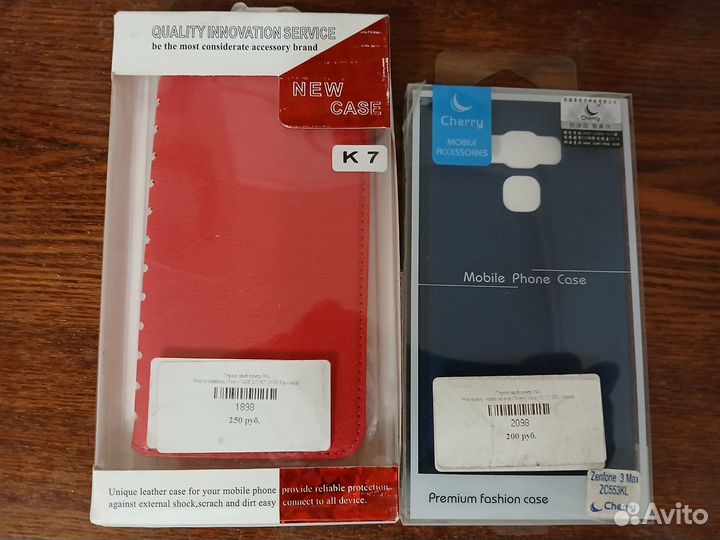 QUALITY INNOVATION SERVICE
be the most considerate accessory brand
NEW
CASE
K 7
1898
250 руб.
Unique leather case for your mobile phone
against external shock,scrach and dirt easy
provide reliable protection
connect to all device.
Cherry
MOBILE
ACCESSORIES
Cherry
Mobile Phone Case
2098
200 руб.
Zenfone 3 Max
ZC553KL
Cherry
Premium fashion case
Avito